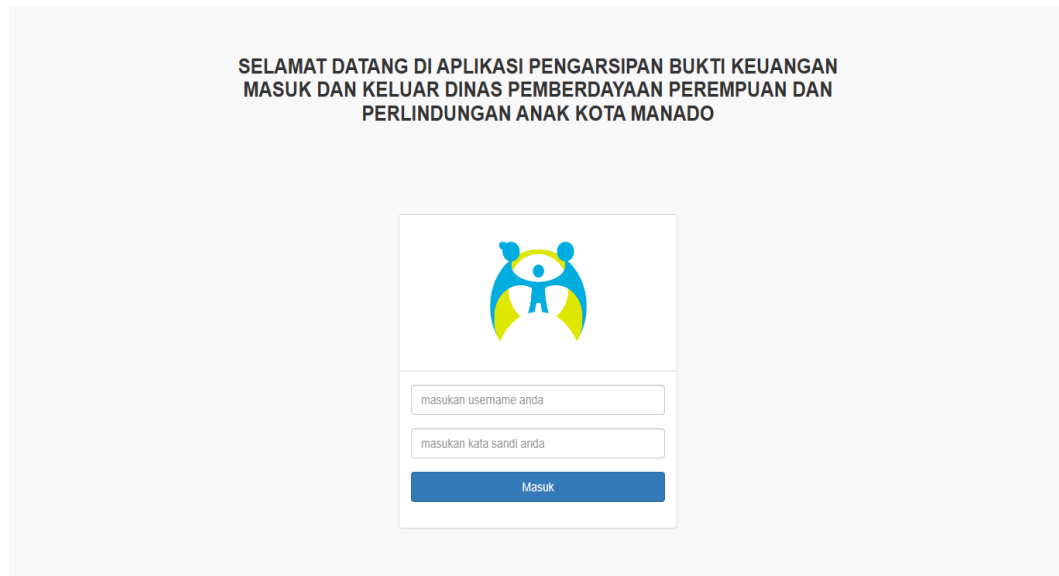 SELAMAT DATANG DI APLIKASI PENGARSIPAN BUKTI KEUANGAN
MASUK DAN KELUAR DINAS PEMBERDAYAAN PEREMPUAN DAN
PERLINDUNGAN ANAK KOTA MANADO
masukan username anda
masukan kata sandi anda
Masuk